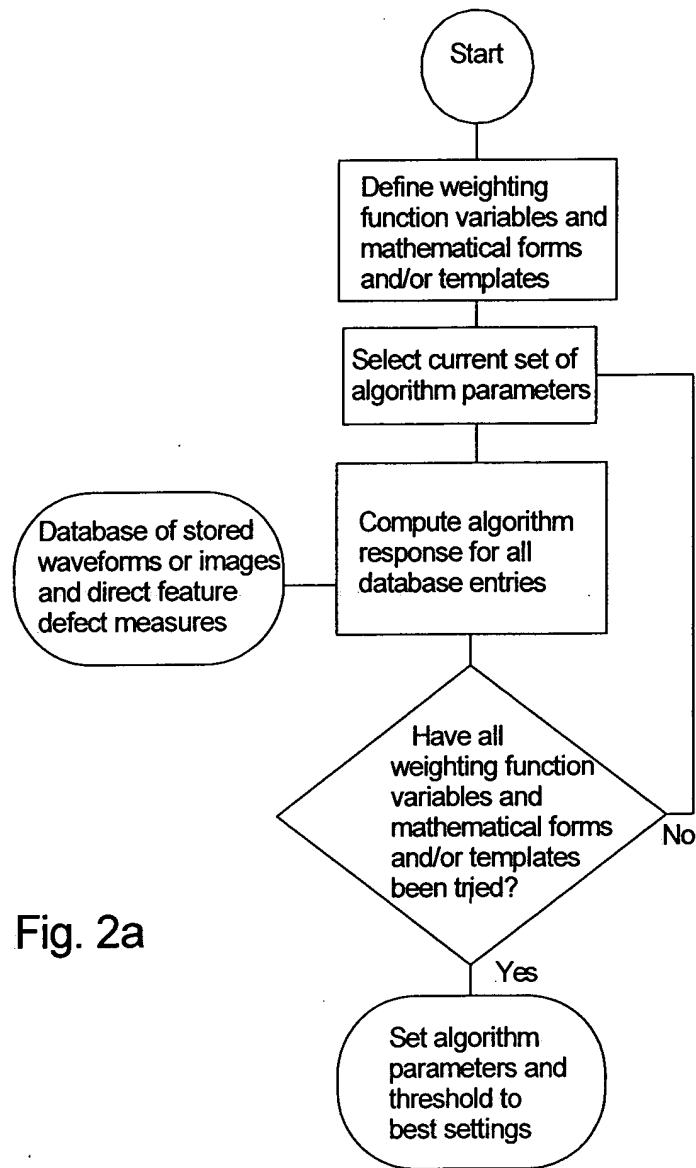 Start
Define weighting
function variables and
mathematical forms
and/or templates
Select current set of
algorithm parameters
Database of stored
waveforms or images
and direct feature
defect measures
Compute algorithm
response for all
database entries
Have all
weighting function
variables and
mathematical forms
and/or templates
been tried?
No
Fig. 2a
Yes
Set algorithm
parameters and
threshold to
best settings